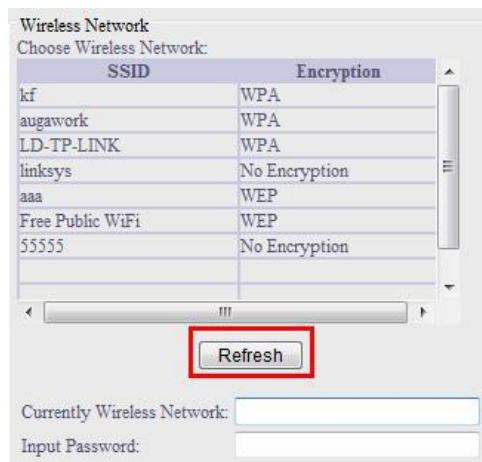 Wireless Network
Choose Wireless Network:
SSID Encryption
kf WPA
augawork WPA
LD-TP-LINK WPA
linksys No Encryption
aaa WEP
Free Public WiFi WEP
55555 No Encryption
Refresh
Currently Wireless Network:
Input Password: